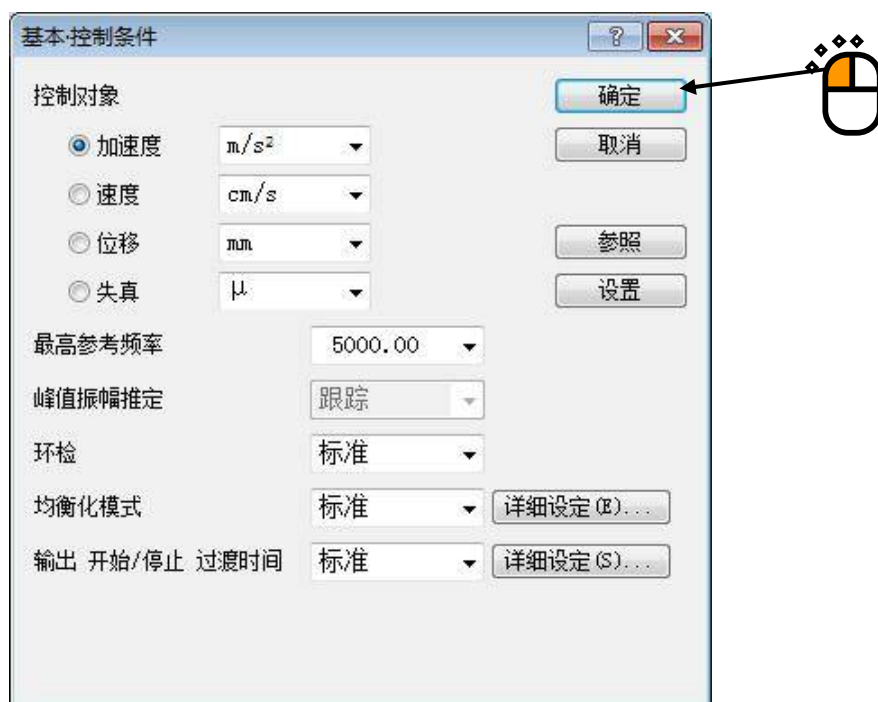 基本·控制条件
控制对象
确定
加速度 m/s²
取消
速度 cm/s
位移 mm
参照
失真 μ
设置
最高参考频率 5000.00
峰值振幅推定 跟踪
环检 标准
均衡化模式 标准 详细设定(E)...
输出 开始/停止 过渡时间 标准 详细设定(S)...